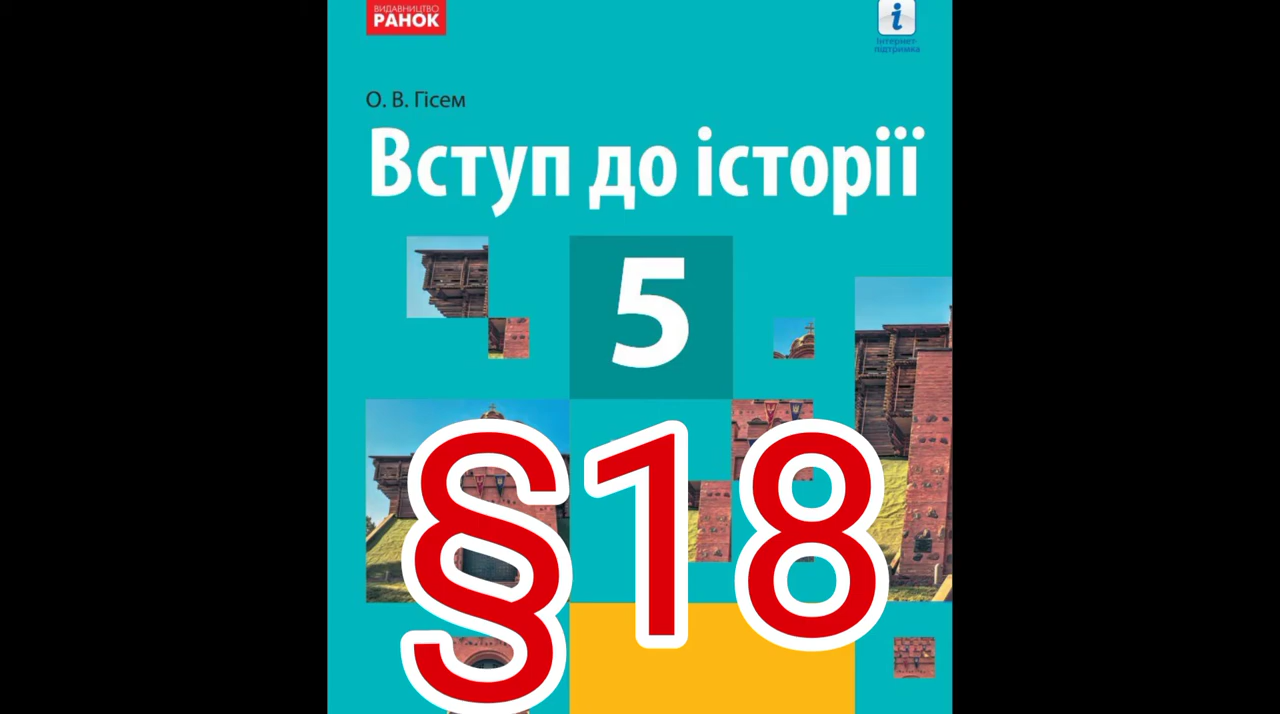 ВИДАВНИЦТВО
РАНОК
i
Інтернет-
підтримка
О. В. Гісем
Вступ до історії
5
§18